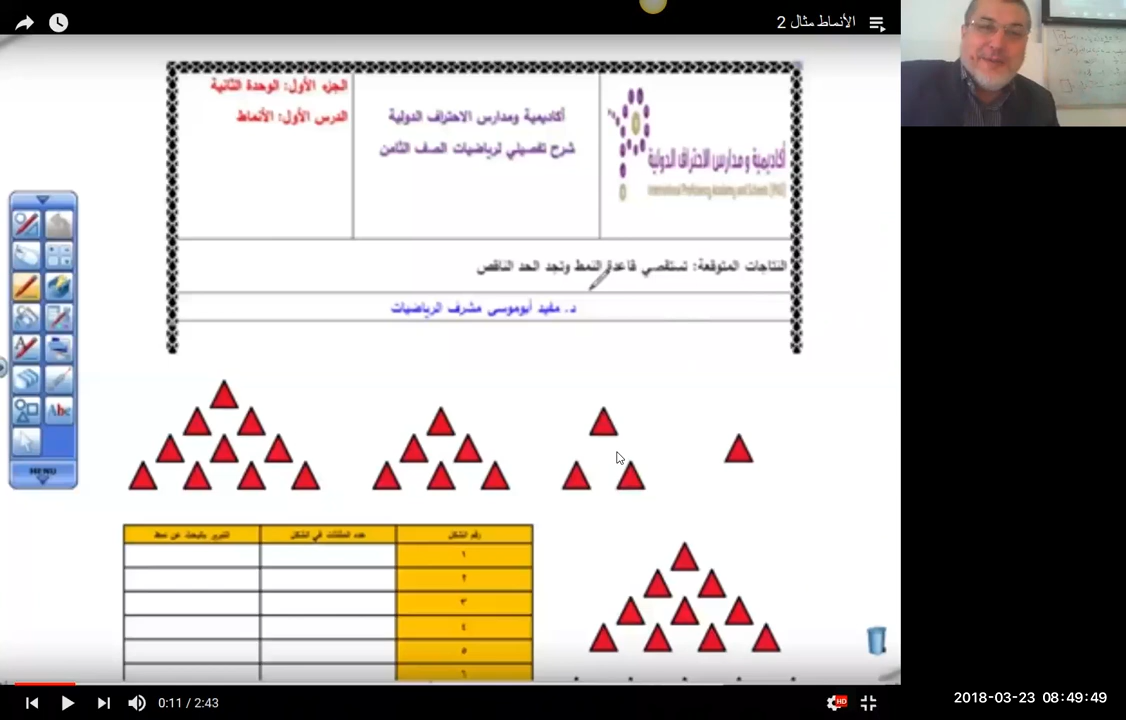 الأنماط مثال 2
الجزء الأول: الوحدة الثانية
الدرس الأول: الأنماط
أكاديمية ومدارس الاحتراف الدولية
شرح تفصيلي لرياضيات الصف الثامن
أكاديمية ومدارس الاحتراف الدولية
International Proficiency Academy and Schools (IPAS)
النتاجات المتوقعة: تستقصي قاعدة النمط وتجد الحد الناقص
د. مفيد أبوموسى مشرف الرياضيات
Abc
MENU
رقم الشكل
عدد المثلثات في الشكل
التبرير بالبحث عن نمط
١
٢
٣
٤
٥
٦
0:11 / 2:43
HD
2018-03-23 08:49:49